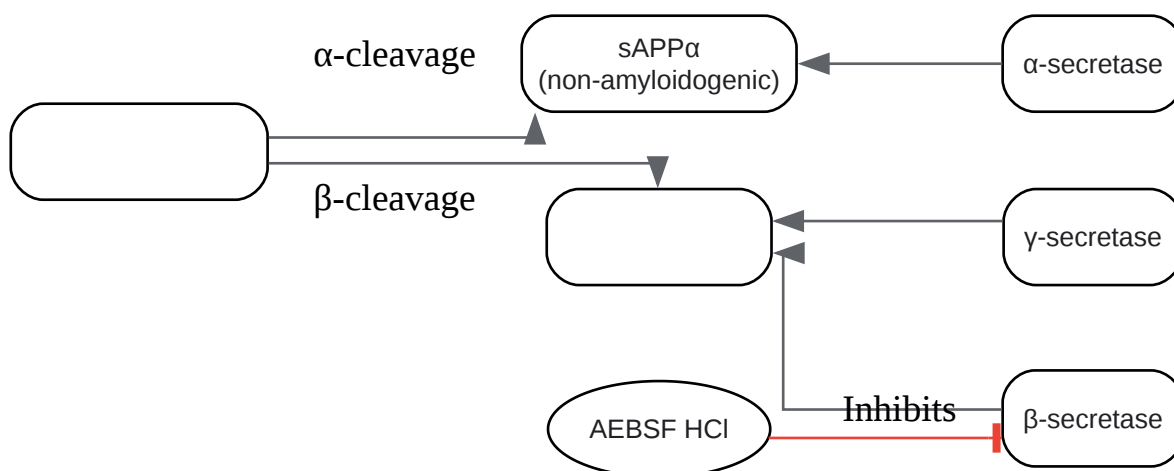 α-cleavage
sAPPα
(non-amyloidogenic)
α-secretase
β-cleavage
γ-secretase
AEBSF HCl
Inhibits
β-secretase